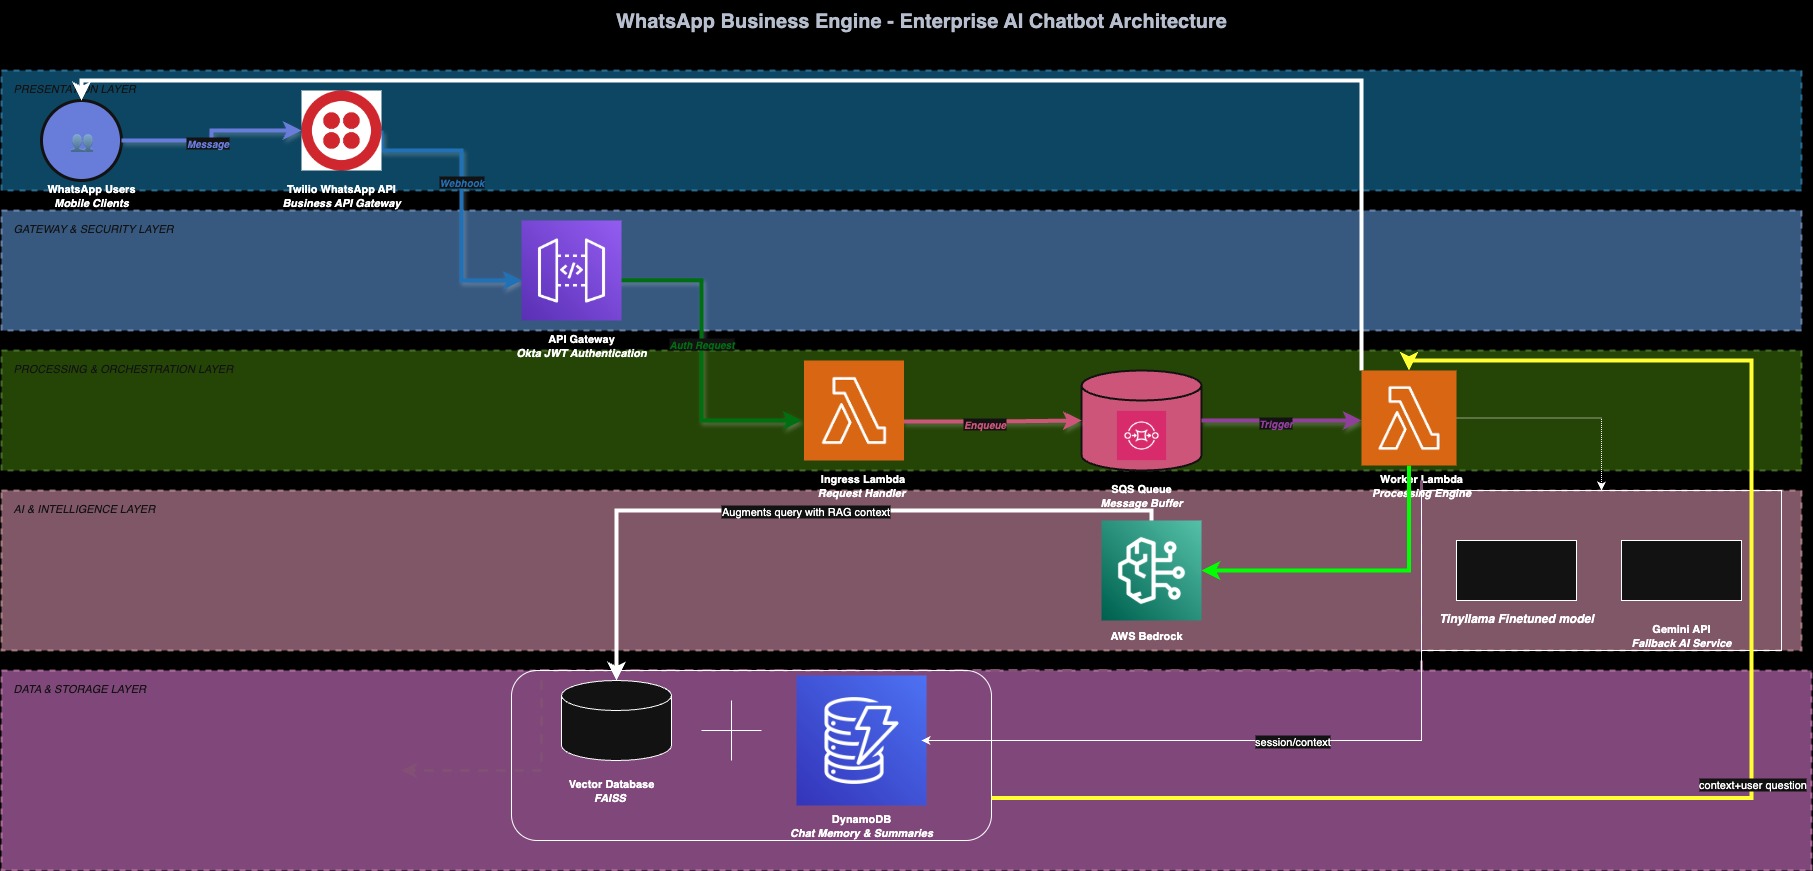 WhatsApp Business Engine - Enterprise AI Chatbot Architecture
PRESENTATION LAYER
Message
WhatsApp Users
Mobile Clients
Twilio WhatsApp API
Business API Gateway
Webhook
GATEWAY & SECURITY LAYER
</>
API Gateway
Okta JWT Authentication
Auth Request
PROCESSING & ORCHESTRATION LAYER
Enqueue
Trigger
Ingress Lambda
Request Handler
SQS Queue
Message Buffer
Worker Lambda
Processing Engine
AI & INTELLIGENCE LAYER
Augments query with RAG context
AWS Bedrock
Tinyllama Finetuned model
Gemini API
Fallback AI Service
DATA & STORAGE LAYER
session/context
Vector Database
FAISS
DynamoDB
Chat Memory & Summaries
context+user question